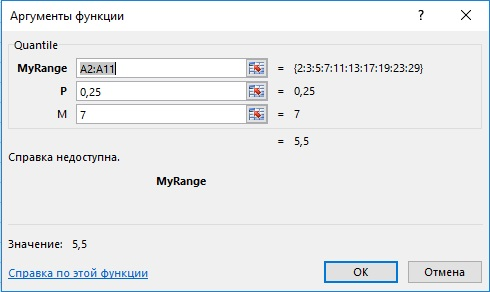 Аргументы функции ? ×
Quantile
MyRange A2:A11 = {2:3:5:7:11:13:17:19:23:29}
P 0,25 = 0,25
M 7 = 7
= 5,5
Справка недоступна.
MyRange
Значение: 5,5
Справка по этой функции ОК Отмена